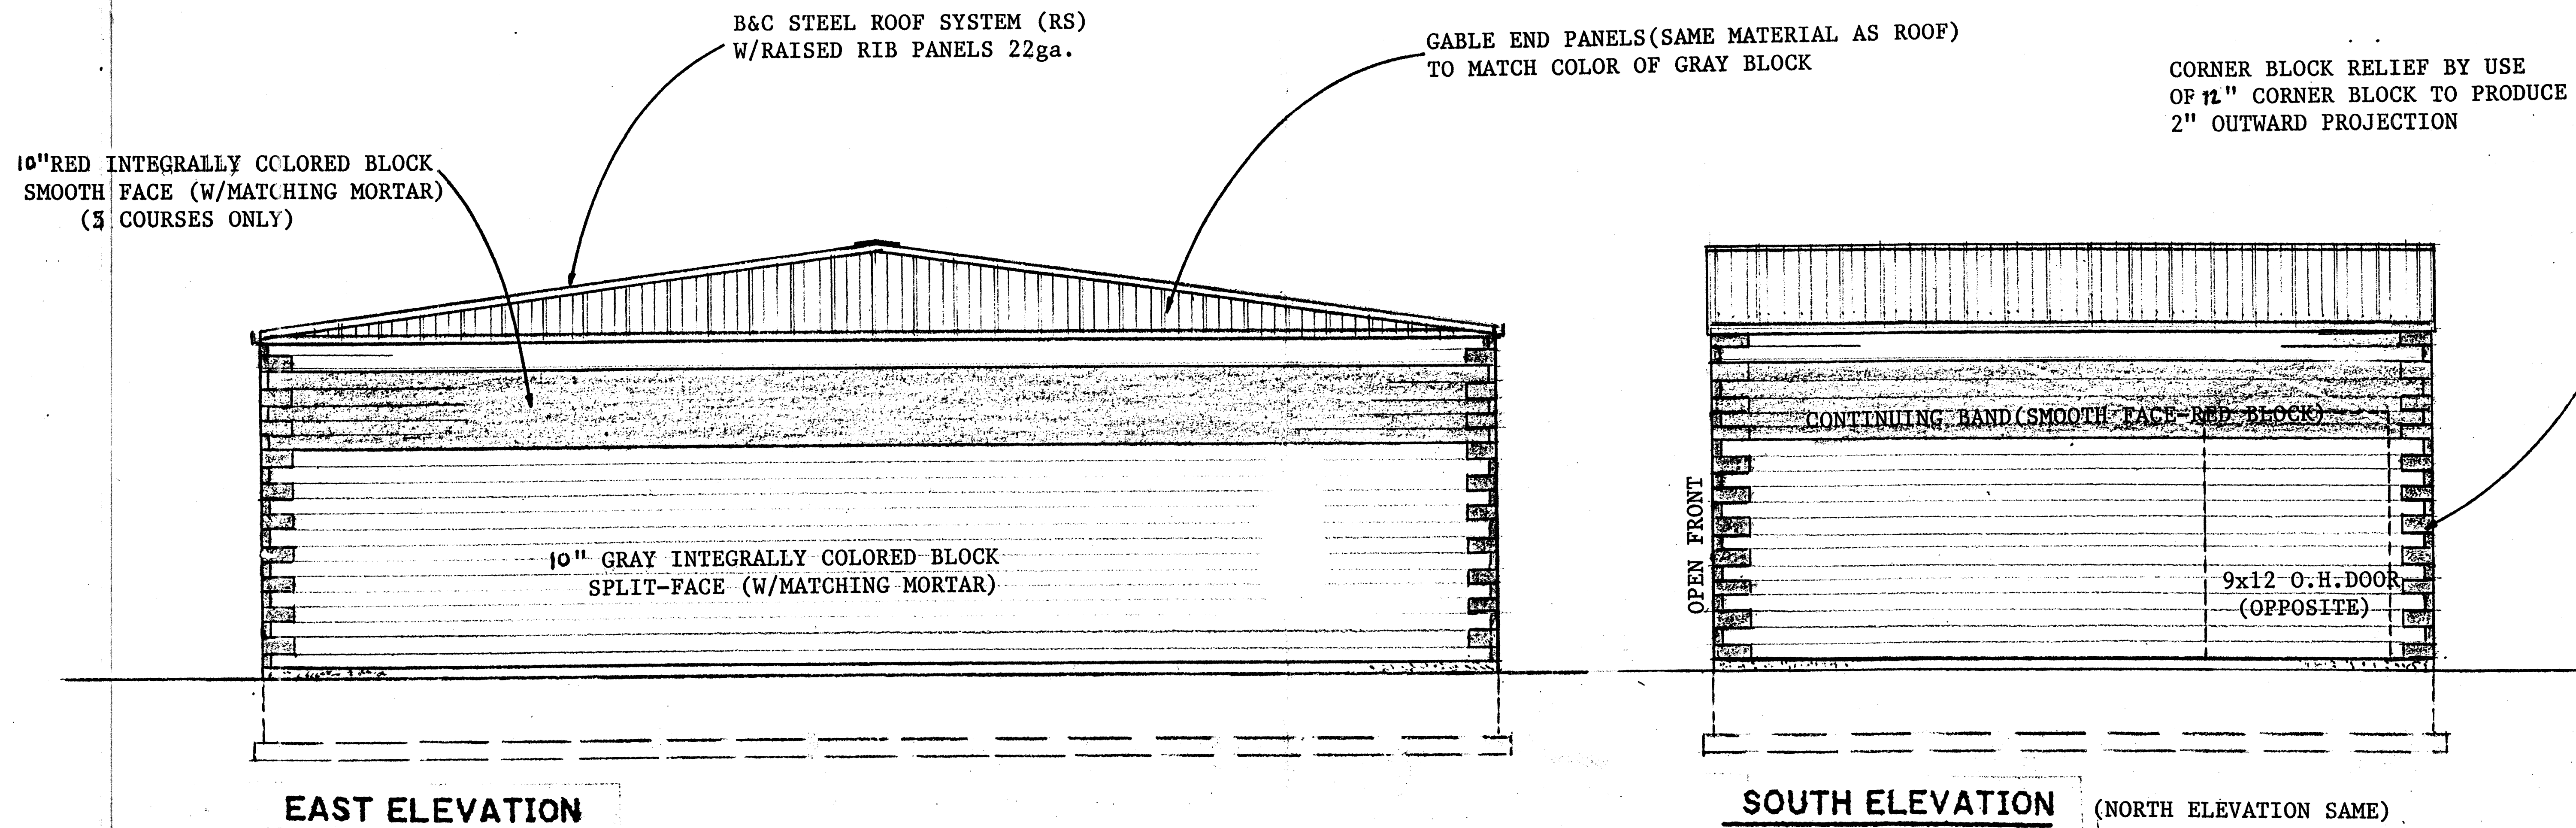 B&C STEEL ROOF SYSTEM (RS)
W/RAISED RIB PANELS 22ga.
GABLE END PANELS(SAME MATERIAL AS ROOF)
TO MATCH COLOR OF GRAY BLOCK
CORNER BLOCK RELIEF BY USE
OF 12" CORNER BLOCK TO PRODUCE
2" OUTWARD PROJECTION
10"RED INTEGRALLY COLORED BLOCK
SMOOTH FACE (W/MATCHING MORTAR)
(3 COURSES ONLY)
10" GRAY INTEGRALLY COLORED BLOCK
SPLIT-FACE (W/MATCHING MORTAR)
EAST ELEVATION
CONTINUING BAND(SMOOTH FACE-RED BLOCK)
OPEN FRONT
9x12 O.H.DOOR
(OPPOSITE)
SOUTH ELEVATION (NORTH ELEVATION SAME)